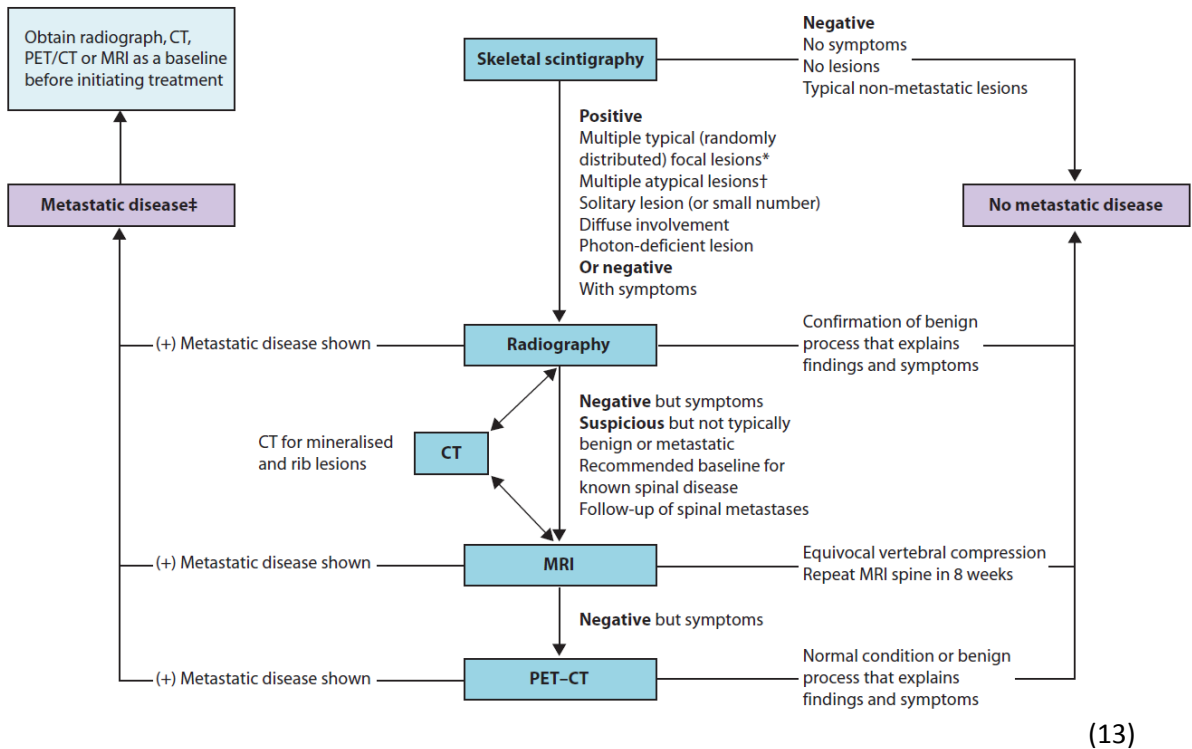 Obtain radiograph, CT,
PET/CT or MRI as a baseline
before initiating treatment
Skeletal scintigraphy
Negative
No symptoms
No lesions
Typical non-metastatic lesions
Positive
Multiple typical (randomly
distributed) focal lesions*
Multiple atypical lesions†
Solitary lesion (or small number)
Diffuse involvement
Photon-deficient lesion
Or negative
With symptoms
Metastatic disease‡
No metastatic disease
(+) Metastatic disease shown
Radiography
Confirmation of benign
process that explains
findings and symptoms
CT for mineralised
and rib lesions
CT
Negative but symptoms
Suspicious but not typically
benign or metastatic
Recommended baseline for
known spinal disease
Follow-up of spinal metastases
(+) Metastatic disease shown
MRI
Equivocal vertebral compression
Repeat MRI spine in 8 weeks
Negative but symptoms
(+) Metastatic disease shown
PET–CT
Normal condition or benign
process that explains
findings and symptoms
(13)